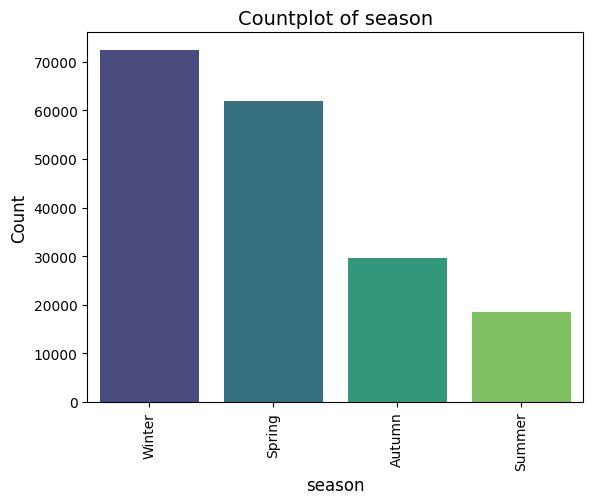 Countplot of season
Count
70000
60000
50000
40000
30000
20000
10000
0
Winter
Spring
Autumn
Summer
season